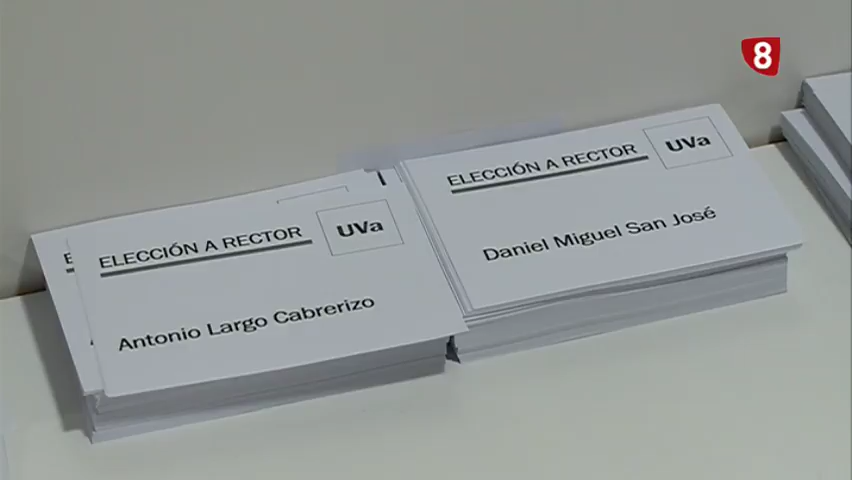 8
ELECCIÓN A RECTOR
UVa
Antonio Largo Cabrerizo
ELECCIÓN A RECTOR
UVa
Daniel Miguel San José